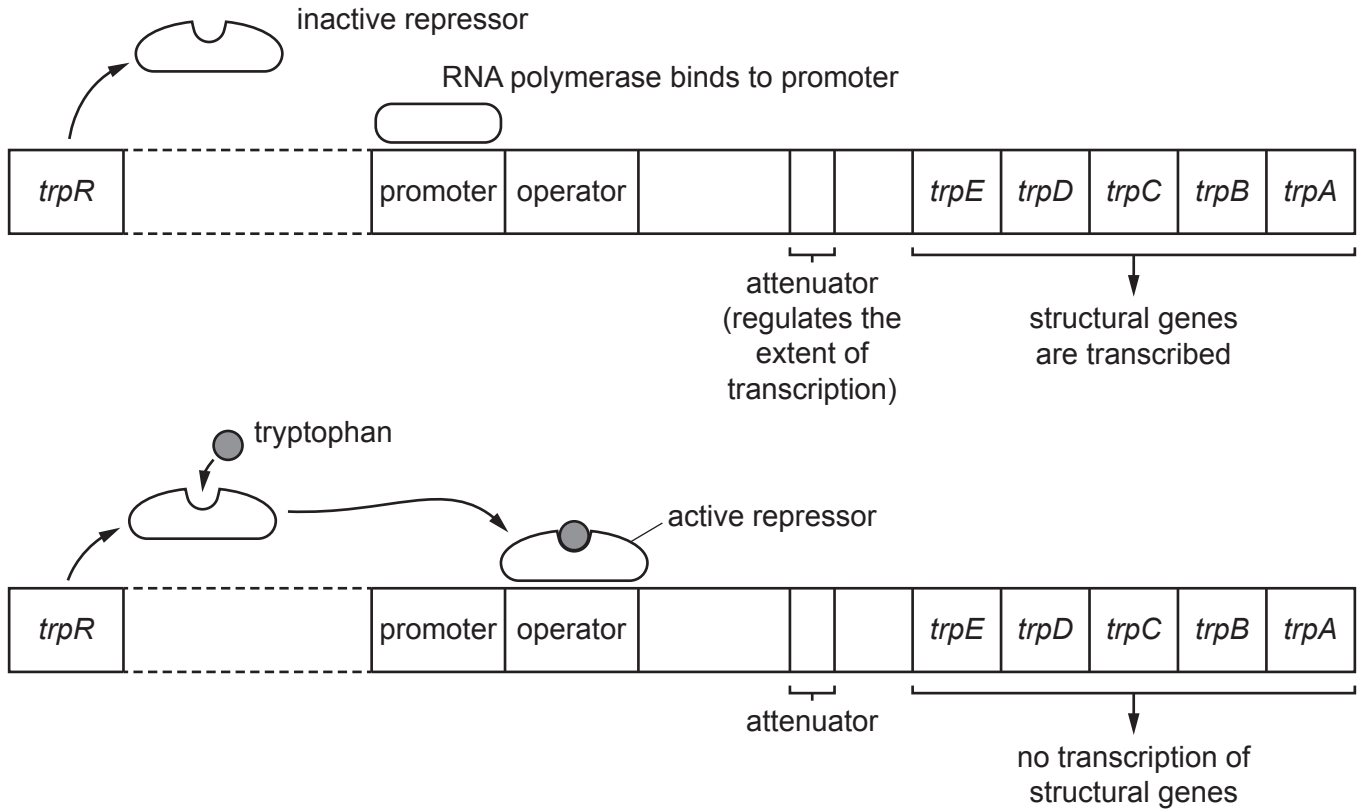 inactive repressor
RNA polymerase binds to promoter
trpR promoter operator trpE trpD trpC trpB trpA
attenuator
(regulates the
extent of
transcription)
structural genes
are transcribed
tryptophan
active repressor
trpR promoter operator trpE trpD trpC trpB trpA
attenuator
no transcription of
structural genes